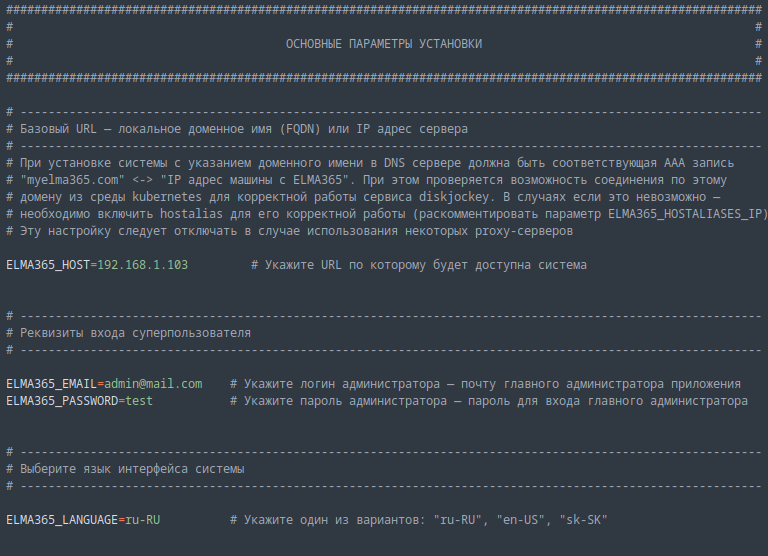 ############################################################################################################
#                                                                                                          #
#                                       ОСНОВНЫЕ ПАРАМЕТРЫ УСТАНОВКИ                                       #
#                                                                                                          #
############################################################################################################
# ----------------------------------------------------------------------------------------------------------
# Базовый URL — локальное доменное имя (FQDN) или IP адрес сервера
# ----------------------------------------------------------------------------------------------------------
# При установке системы с указанием доменного имени в DNS сервере должна быть соответствующая AAA запись
# "myelma365.com" <-> "IP адрес машины с ELMA365". При этом проверяется возможность соединения по этому
# домену из среды kubernetes для корректной работы сервиса diskjockey. В случаях если это невозможно —
# необходимо включить hostalias для его корректной работы (раскомментировать параметр ELMA365_HOSTALIASES_IP)
# Эту настройку следует отключать в случае использования некоторых proxy-серверов
ELMA365_HOST=192.168.1.103         # Укажите URL по которому будет доступна система
# ----------------------------------------------------------------------------------------------------------
# Реквизиты входа суперпользователя
# ----------------------------------------------------------------------------------------------------------
ELMA365_EMAIL=admin@mail.com    # Укажите логин администратора — почту главного администратора приложения
ELMA365_PASSWORD=test           # Укажите пароль администратора — пароль для входа главного администратора
# ----------------------------------------------------------------------------------------------------------
# Выберите язык интерфейса системы
# ----------------------------------------------------------------------------------------------------------
ELMA365_LANGUAGE=ru-RU          # Укажите один из вариантов: "ru-RU", "en-US", "sk-SK"